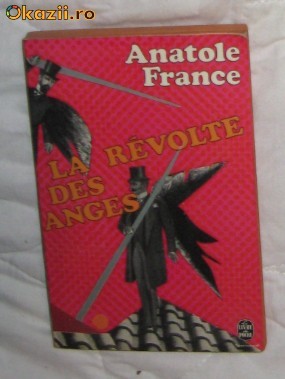 Okazii.ro
Anatole
France
LA RÉVOLTE
DES
ANGES
LE LIVRE
DE POCHE